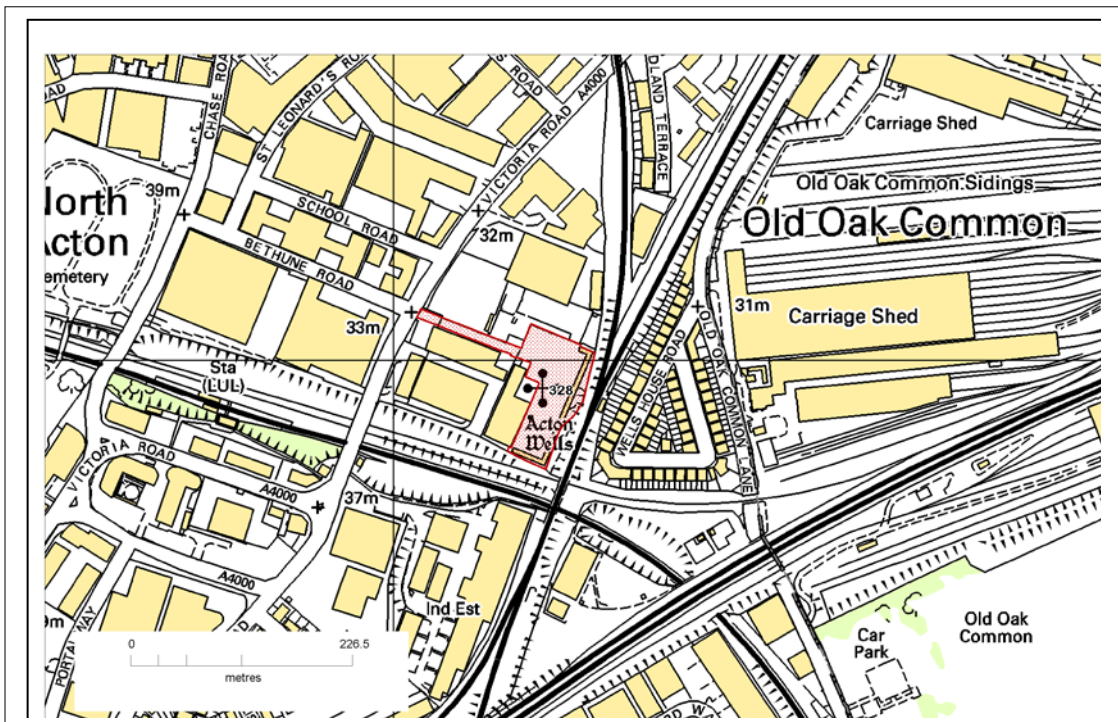 CHASE ROAD
ST LEONARD'S ROAD
ROAD
VICTORIA ROAD A4000
TERRACE
Carriage Shed
Old Oak Common Sidings
Old Oak Common
39m
North
Acton
emetery
SCHOOL ROAD
32m
BETHUNE ROAD
31m
Carriage Shed
33m
OLD OAK COMMON LANE
WELLS HOUSE ROAD
Sta
(LUL)
328
Acton
Wells
VICTORIA ROAD
A4000
37m
A4000
Ind Est
Old Oak
Common
Car
Park
0
226.5
metres